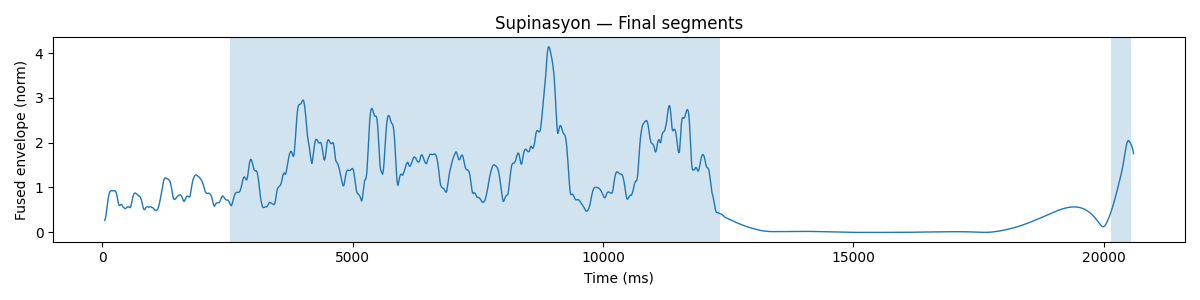 Supinasyon — Final segments
Fused envelope (norm)
4
3
2
1
0
0 5000 10000 15000 20000
Time (ms)